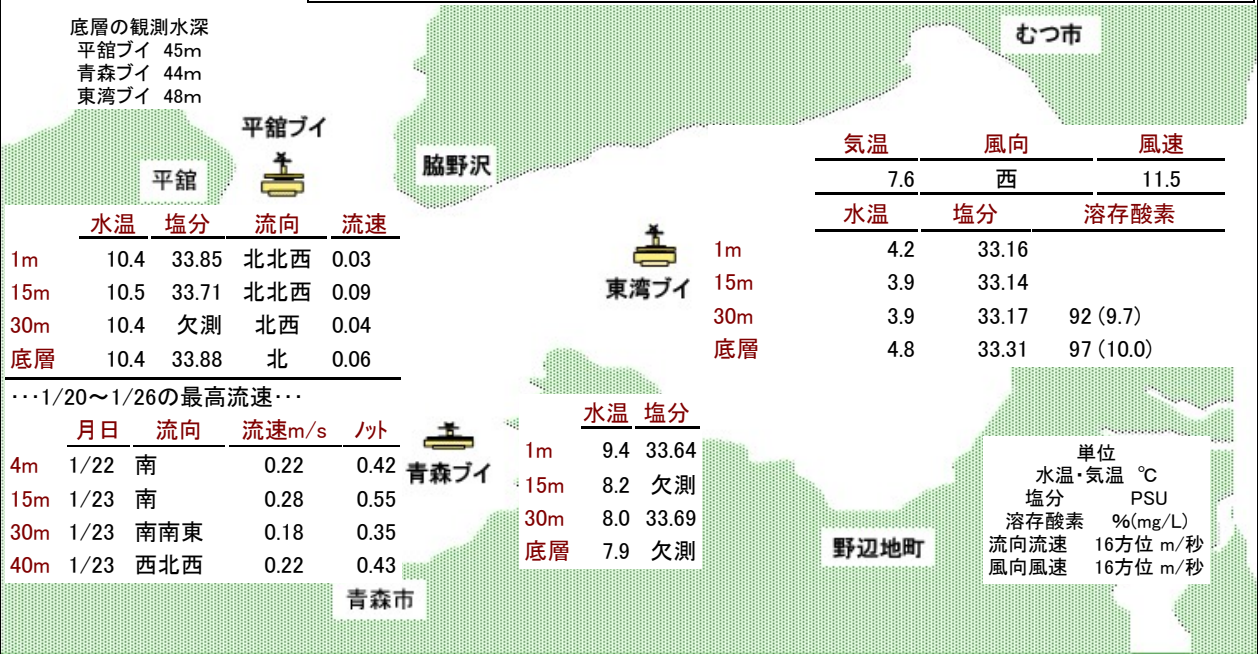 底層の観測水深
平舘ブイ 45m
青森ブイ 44m
東湾ブイ 48m
むつ市
平舘ブイ
脇野沢
平舘
気温 風向 風速
7.6 西 11.5
水温 塩分 溶存酸素
1m 4.2 33.16
15m 3.9 33.14
30m 3.9 33.17 92 (9.7)
底層 4.8 33.31 97 (10.0)
東湾ブイ
水温 塩分 流向 流速
1m 10.4 33.85 北北西 0.03
15m 10.5 33.71 北北西 0.09
30m 10.4 欠測 北西 0.04
底層 10.4 33.88 北 0.06
･･･1/20～1/26の最高流速･･･
月日 流向 流速m/s ﾉｯﾄ
4m 1/22 南 0.22 0.42
15m 1/23 南 0.28 0.55
30m 1/23 南南東 0.18 0.35
40m 1/23 西北西 0.22 0.43
青森ブイ
水温 塩分
1m 9.4 33.64
15m 8.2 欠測
30m 8.0 33.69
底層 7.9 欠測
野辺地町
青森市
単位
水温･気温 ℃
塩分 PSU
溶存酸素 %(mg/L)
流向流速 16方位 m/秒
風向風速 16方位 m/秒